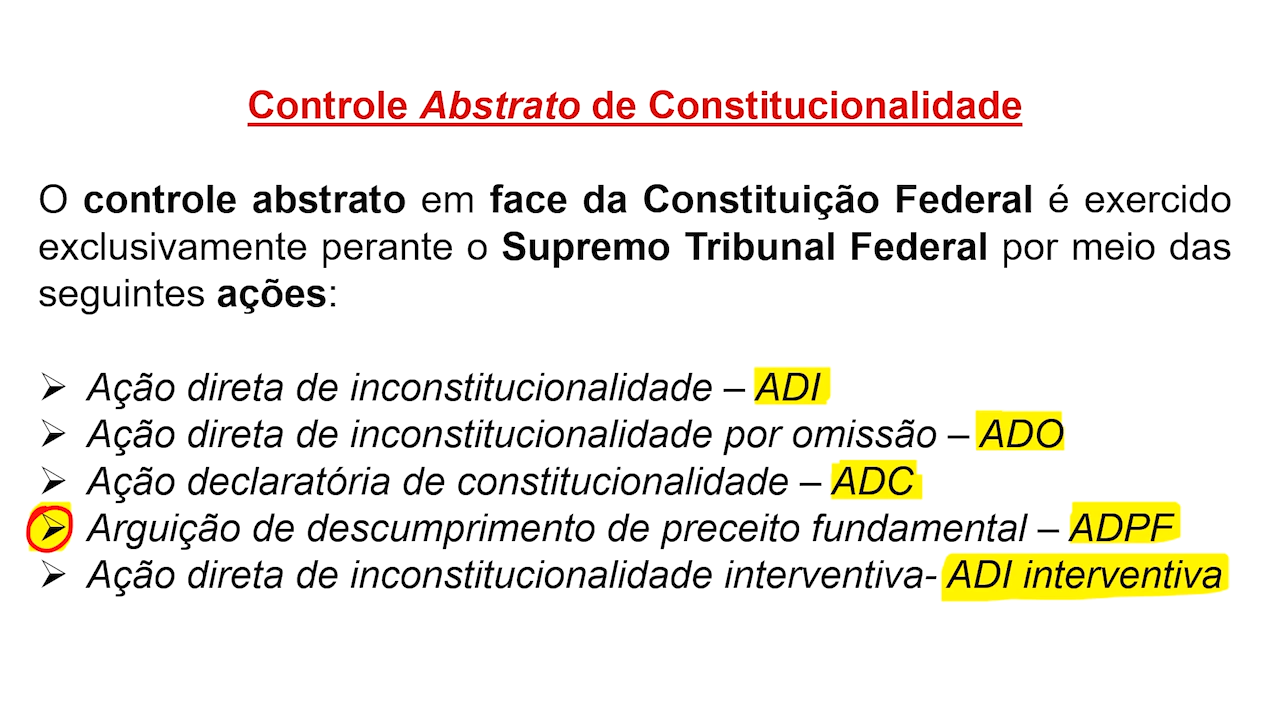 Controle Abstrato de Constitucionalidade
O controle abstrato em face da Constituição Federal é exercido
exclusivamente perante o Supremo Tribunal Federal por meio das
seguintes ações:
➢ Ação direta de inconstitucionalidade – ADI
➢ Ação direta de inconstitucionalidade por omissão – ADO
➢ Ação declaratória de constitucionalidade – ADC
➢ Arguição de descumprimento de preceito fundamental – ADPF
➢ Ação direta de inconstitucionalidade interventiva- ADI interventiva